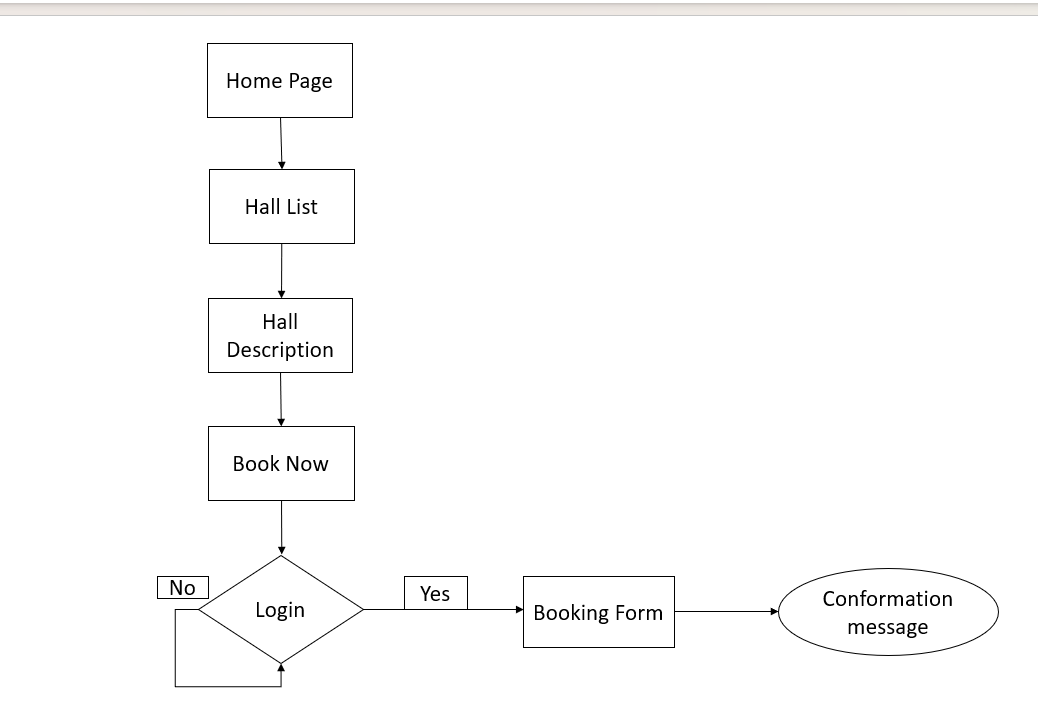 Home Page
Hall List
Hall
Description
Book Now
No
Login
Yes
Booking Form
Conformation
message